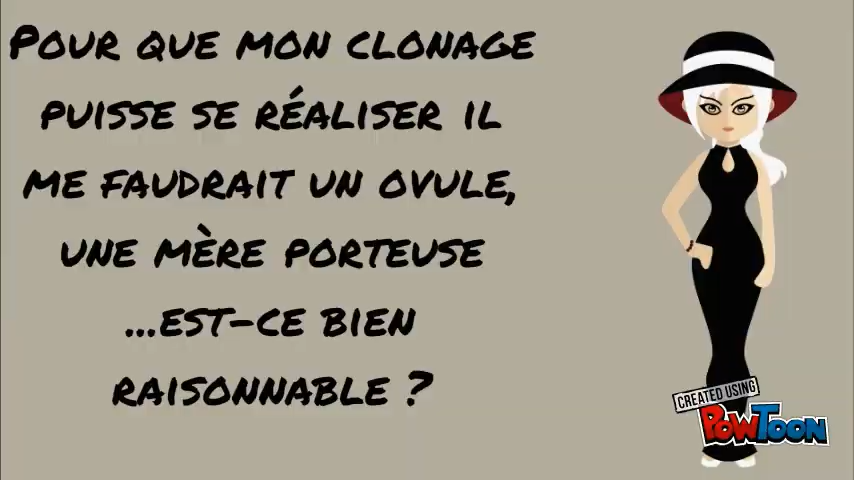 Pour que mon clonage
puisse se réaliser il
me faudrait un ovule,
une mère porteuse
...est-ce bien
raisonnable ?
CREATED USING
PowToon